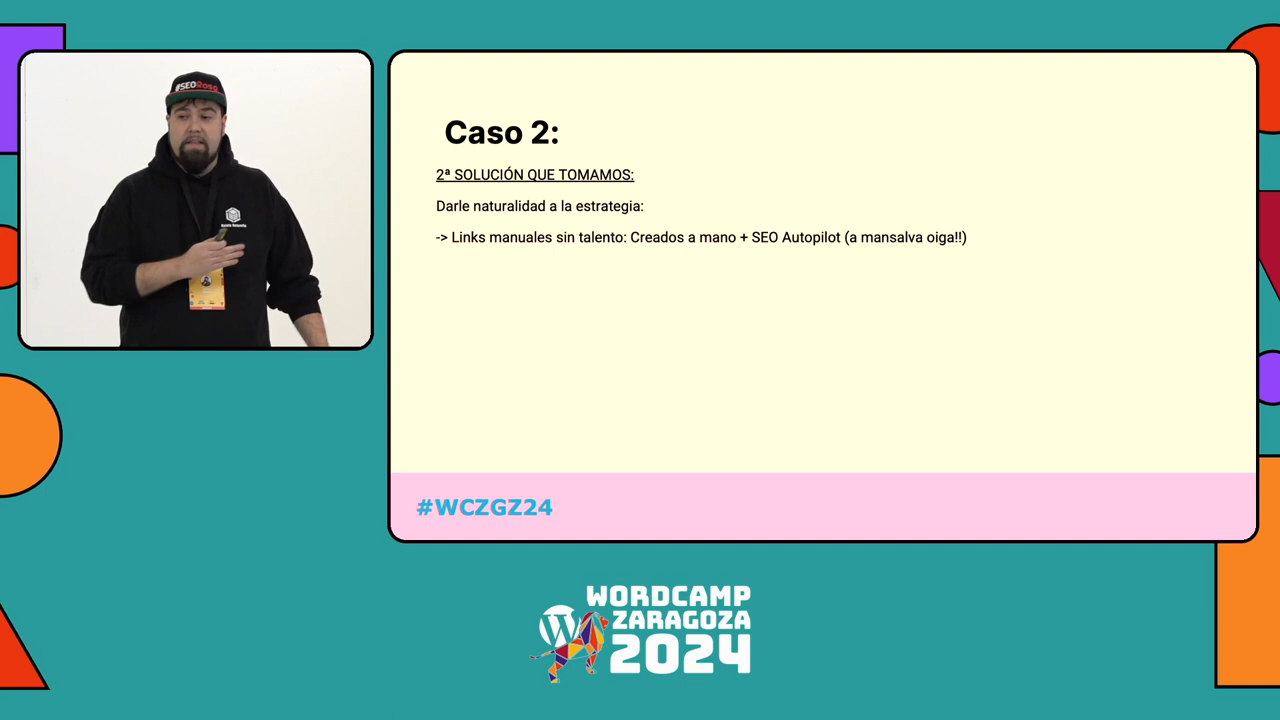 #SEORosa
Caso 2:
2ª SOLUCIÓN QUE TOMAMOS:
Darle naturalidad a la estrategia:
-> Links manuales sin talento: Creados a mano + SEO Autopilot (a mansalva oiga!!)
#WCZGZ24
WORDCAMP
ZARAGOZA
2024